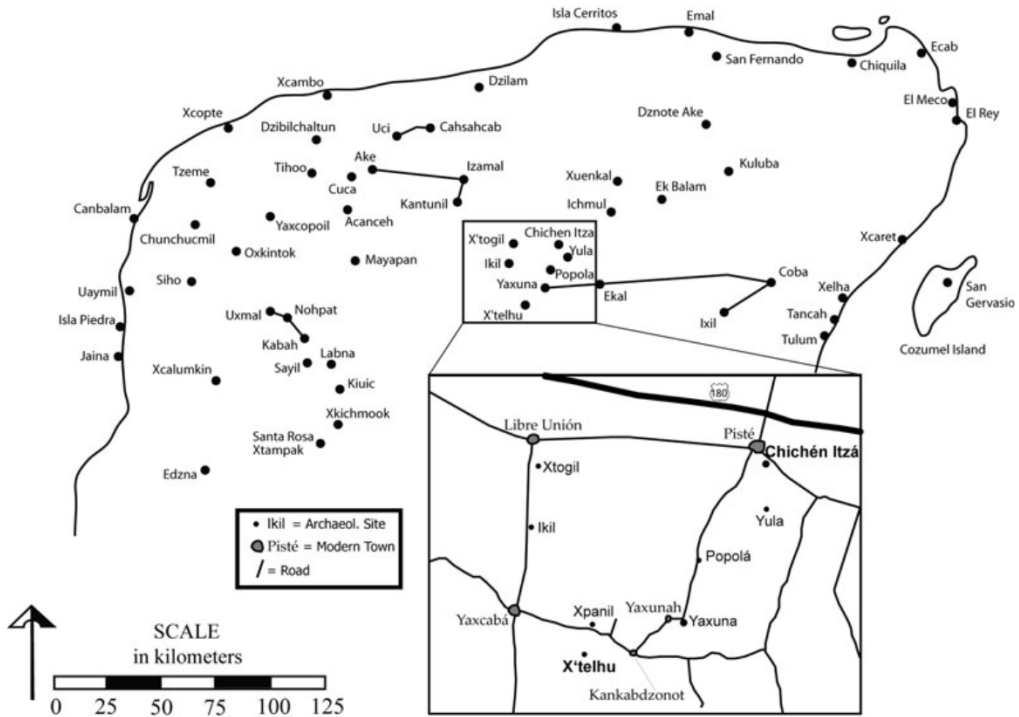 Isla Cerritos
Emal
San Fernando
Ecab
Chiquila
Xcambo
Dzilam
El Meco
El Rey
Xcopte
Dzibilchaltun
Uci
Cahsahcab
Dznote Ake
Tzeme
Tihoo
Ake
Cuca
Izamal
Kantunil
Xuenkal
Ichmul
Ek Balam
Kuluba
Canbalam
Chunchucmil
Yaxcopoil
Acanceh
Oxkintok
Mayapan
X'togil
Chichen Itza
Yula
Ikil
Popola
Yaxuna
X'telhu
Ekal
Coba
Ixil
Xcaret
Xelha
Tancah
Tulum
San
Gervasio
Cozumel Island
Siho
Uaymil
Isla Piedra
Jaina
Uxmal
Nohpat
Kabah
Sayil
Labna
Xcalumkin
Kiuic
Xkichmook
Santa Rosa
Xtampak
Edzna
180
Libre Unión
Pisté
Chichén Itzá
Xtogil
Yula
Ikil
Popolá
Yaxcabá
Xpanil
Yaxunah
Yaxuna
X'telhu
Kankabdzonot
Ikil = Archaeol. Site
Pisté = Modern Town
= Road
SCALE
in kilometers
0 25 50 75 100 125